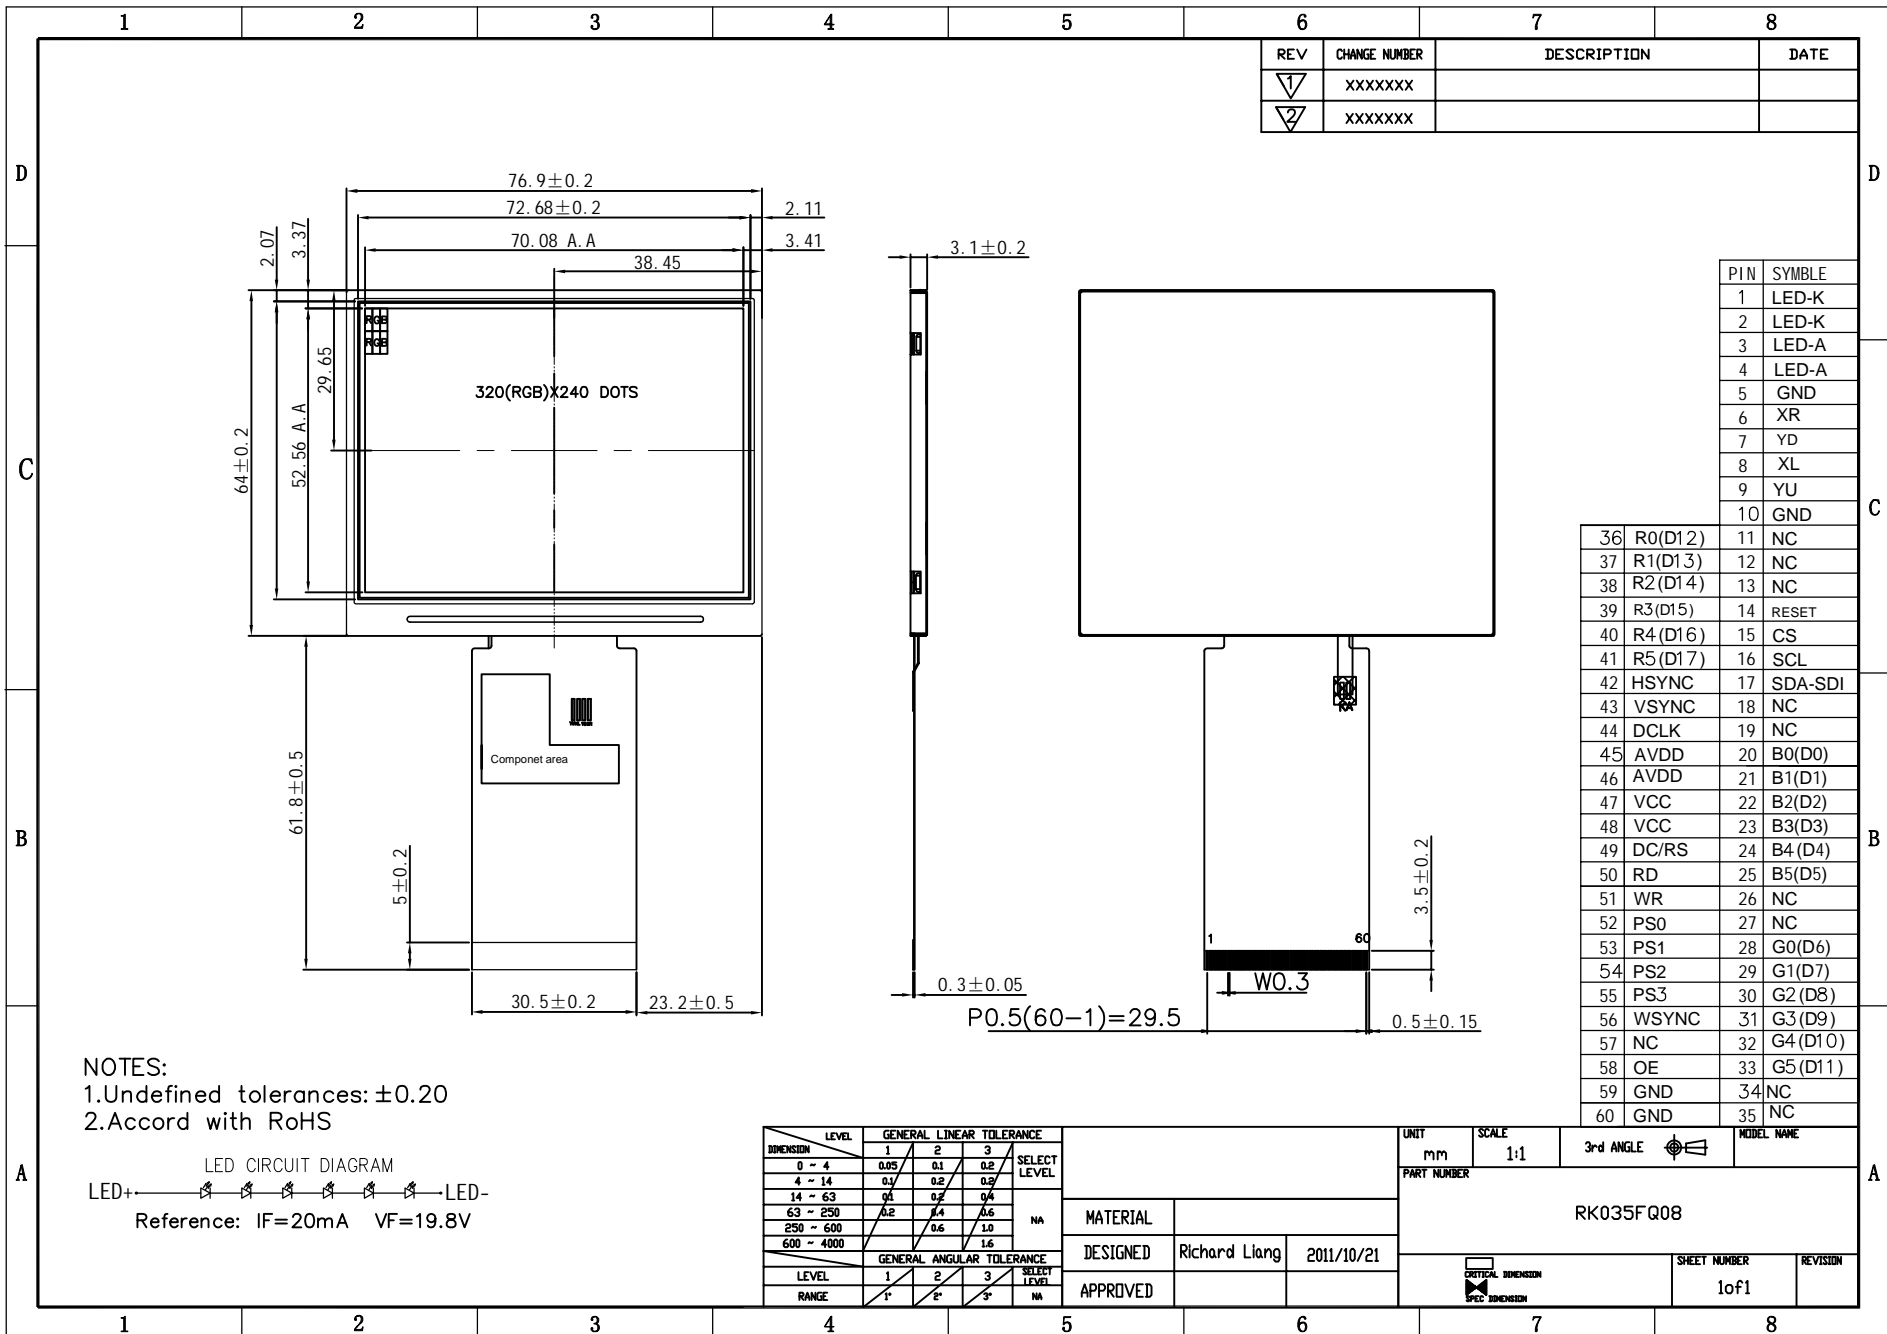 1 2 3 4 5 6 7 8
REV CHANGE NUMBER DESCRIPTION DATE
1 XXXXXXX
2 XXXXXXX
D D
C C
B B
A A
76.9±0.2
72.68±0.2 2.11
70.08 A.A 3.41
38.45
2.07
3.37
29.65
64±0.2
52.56 A.A
RGB
RGB
320(RGB)X240 DOTS
3.1±0.2
Componet area
61.8±0.5
5±0.2
30.5±0.2 23.2±0.5
0.3±0.05
1 60
3.5±0.2
W0.3
P0.5(60-1)=29.5
0.5±0.15
PIN SYMBLE
1 LED-K
2 LED-K
3 LED-A
4 LED-A
5 GND
6 XR
7 YD
8 XL
9 YU
10 GND
36 R0(D12) 11 NC
37 R1(D13) 12 NC
38 R2(D14) 13 NC
39 R3(D15) 14 RESET
40 R4(D16) 15 CS
41 R5(D17) 16 SCL
42 HSYNC 17 SDA-SDI
43 VSYNC 18 NC
44 DCLK 19 NC
45 AVDD 20 B0(D0)
46 AVDD 21 B1(D1)
47 VCC 22 B2(D2)
48 VCC 23 B3(D3)
49 DC/RS 24 B4(D4)
50 RD 25 B5(D5)
51 WR 26 NC
52 PS0 27 NC
53 PS1 28 G0(D6)
54 PS2 29 G1(D7)
55 PS3 30 G2(D8)
56 WSYNC 31 G3(D9)
57 NC 32 G4(D10)
58 OE 33 G5(D11)
59 GND 34 NC
60 GND 35 NC
NOTES:
1.Undefined tolerances: ±0.20
2.Accord with RoHS
LED CIRCUIT DIAGRAM
LED+ LED-
Reference: IF=20mA VF=19.8V
LEVEL GENERAL LINEAR TOLERANCE
DIMENSION 1 2 3 SELECT LEVEL
0 ~ 4 0.05 0.1 0.2
4 ~ 14 0.1 0.2 0.2
14 ~ 63 0.1 0.2 0.4
63 ~ 250 0.2 0.4 0.6 NA
250 ~ 600 0.6 1.0
600 ~ 4000 1.6
GENERAL ANGULAR TOLERANCE
LEVEL 1 2 3 SELECT LEVEL
RANGE 1° 2° 3° NA
MATERIAL
DESIGNED Richard Liang 2011/10/21
APPROVED
UNIT mm SCALE 1:1 3rd ANGLE MODEL NAME
PART NUMBER
RK035FQ08
CRITICAL DIMENSION
SPEC DIMENSION
SHEET NUMBER REVISION
1of1
1 2 3 4 5 6 7 8